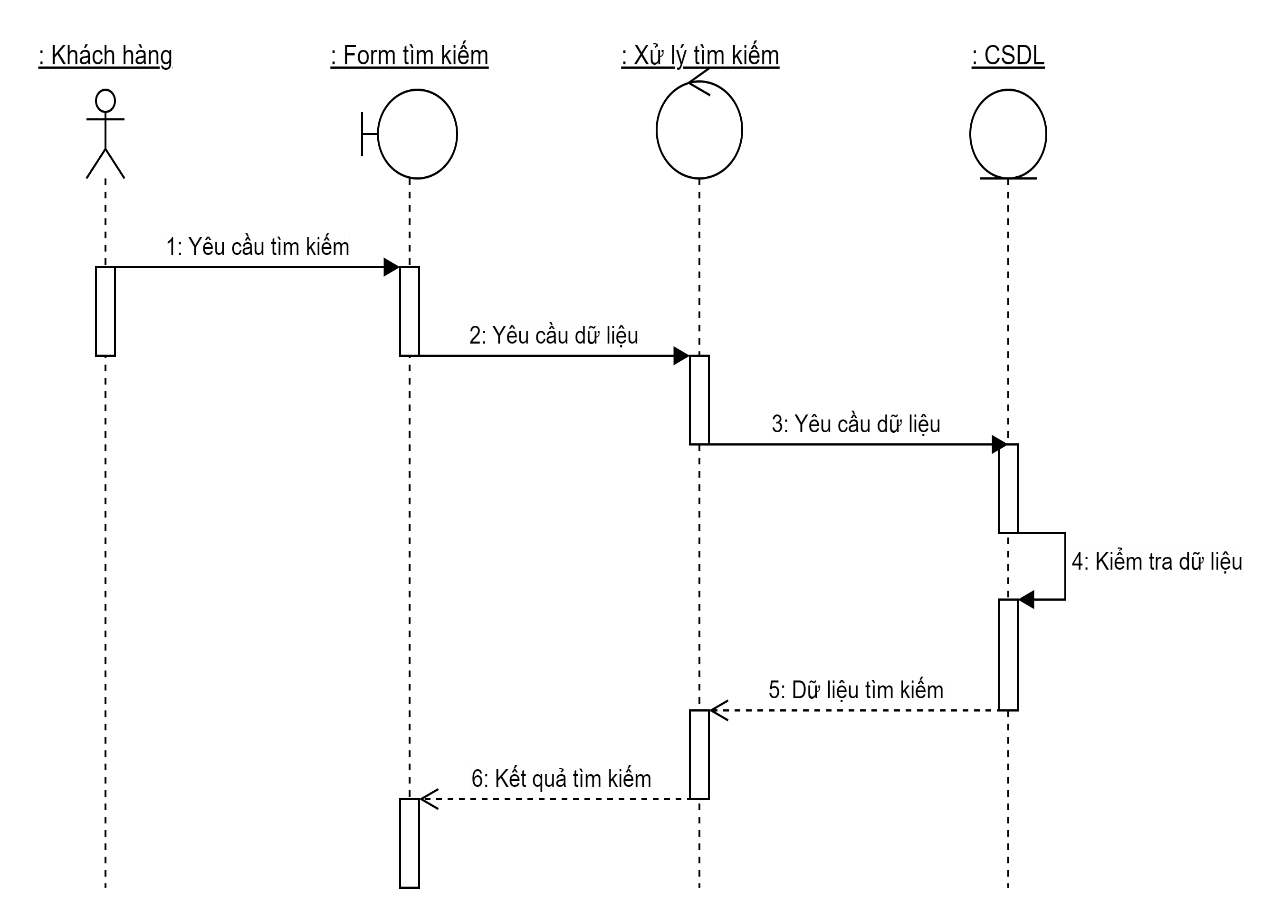 : Khách hàng
: Form tìm kiếm
: Xử lý tìm kiếm
: CSDL
1: Yêu cầu tìm kiếm
2: Yêu cầu dữ liệu
3: Yêu cầu dữ liệu
4: Kiểm tra dữ liệu
5: Dữ liệu tìm kiếm
6: Kết quả tìm kiếm